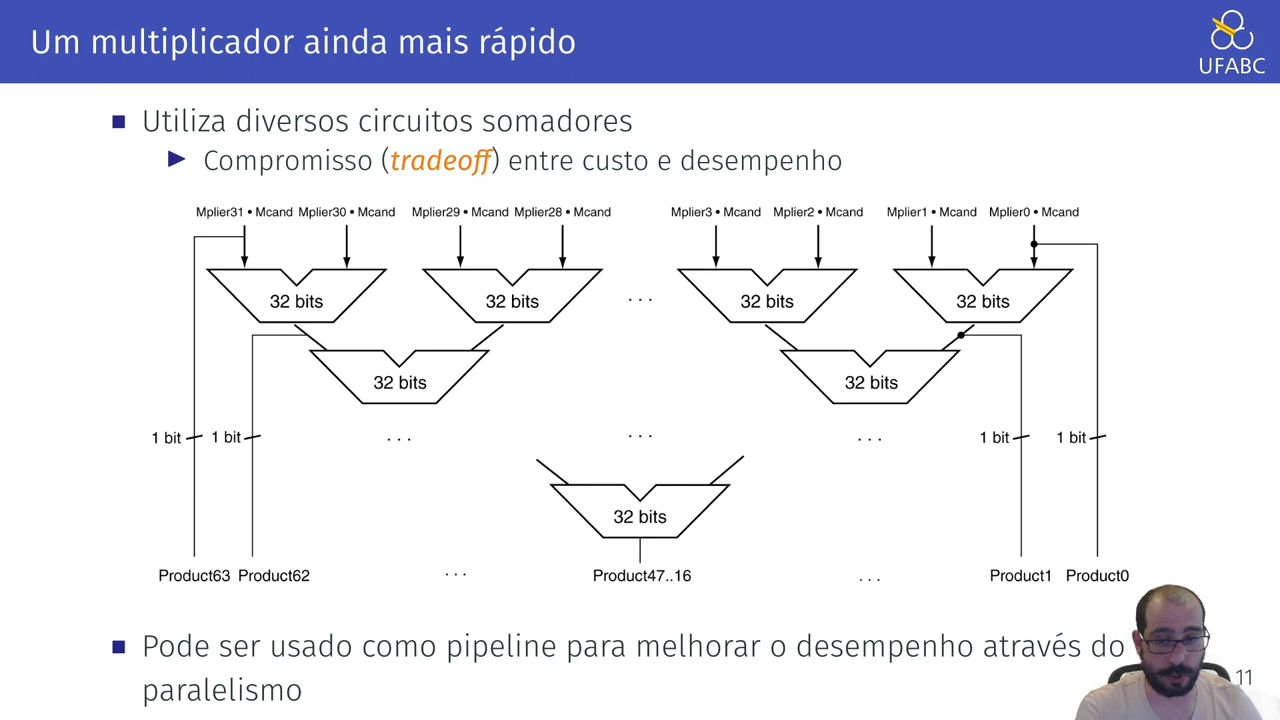 Um multiplicador ainda mais rápido
UFABC
Utiliza diversos circuitos somadores
Compromisso (tradeoff) entre custo e desempenho
Mplier31 • Mcand Mplier30 • Mcand Mplier29 • Mcand Mplier28 • Mcand Mplier3 • Mcand Mplier2 • Mcand Mplier1 • Mcand Mplier0 • Mcand
32 bits 32 bits . . . 32 bits 32 bits
32 bits 32 bits
1 bit 1 bit . . . . . . . . . 1 bit 1 bit
32 bits
Product63 Product62 . . . Product47..16 . . . Product1 Product0
Pode ser usado como pipeline para melhorar o desempenho através do
paralelismo
11